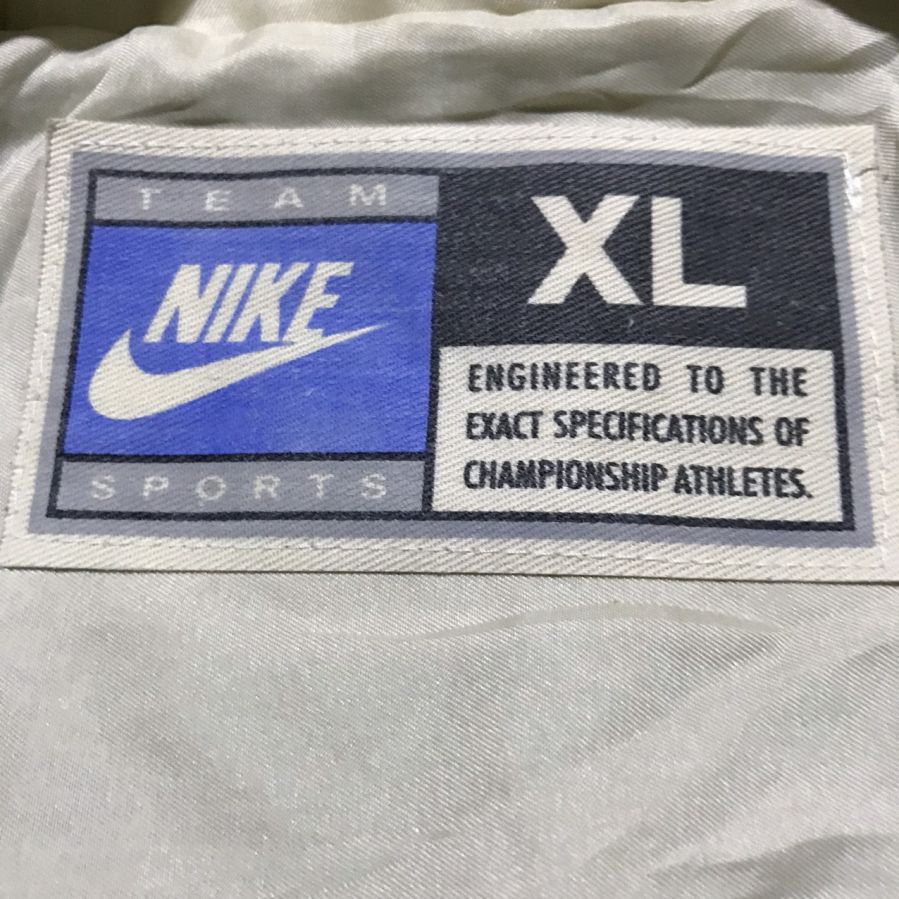 TEAM
NIKE
SPORTS
XL
ENGINEERED TO THE
EXACT SPECIFICATIONS OF
CHAMPIONSHIP ATHLETES.